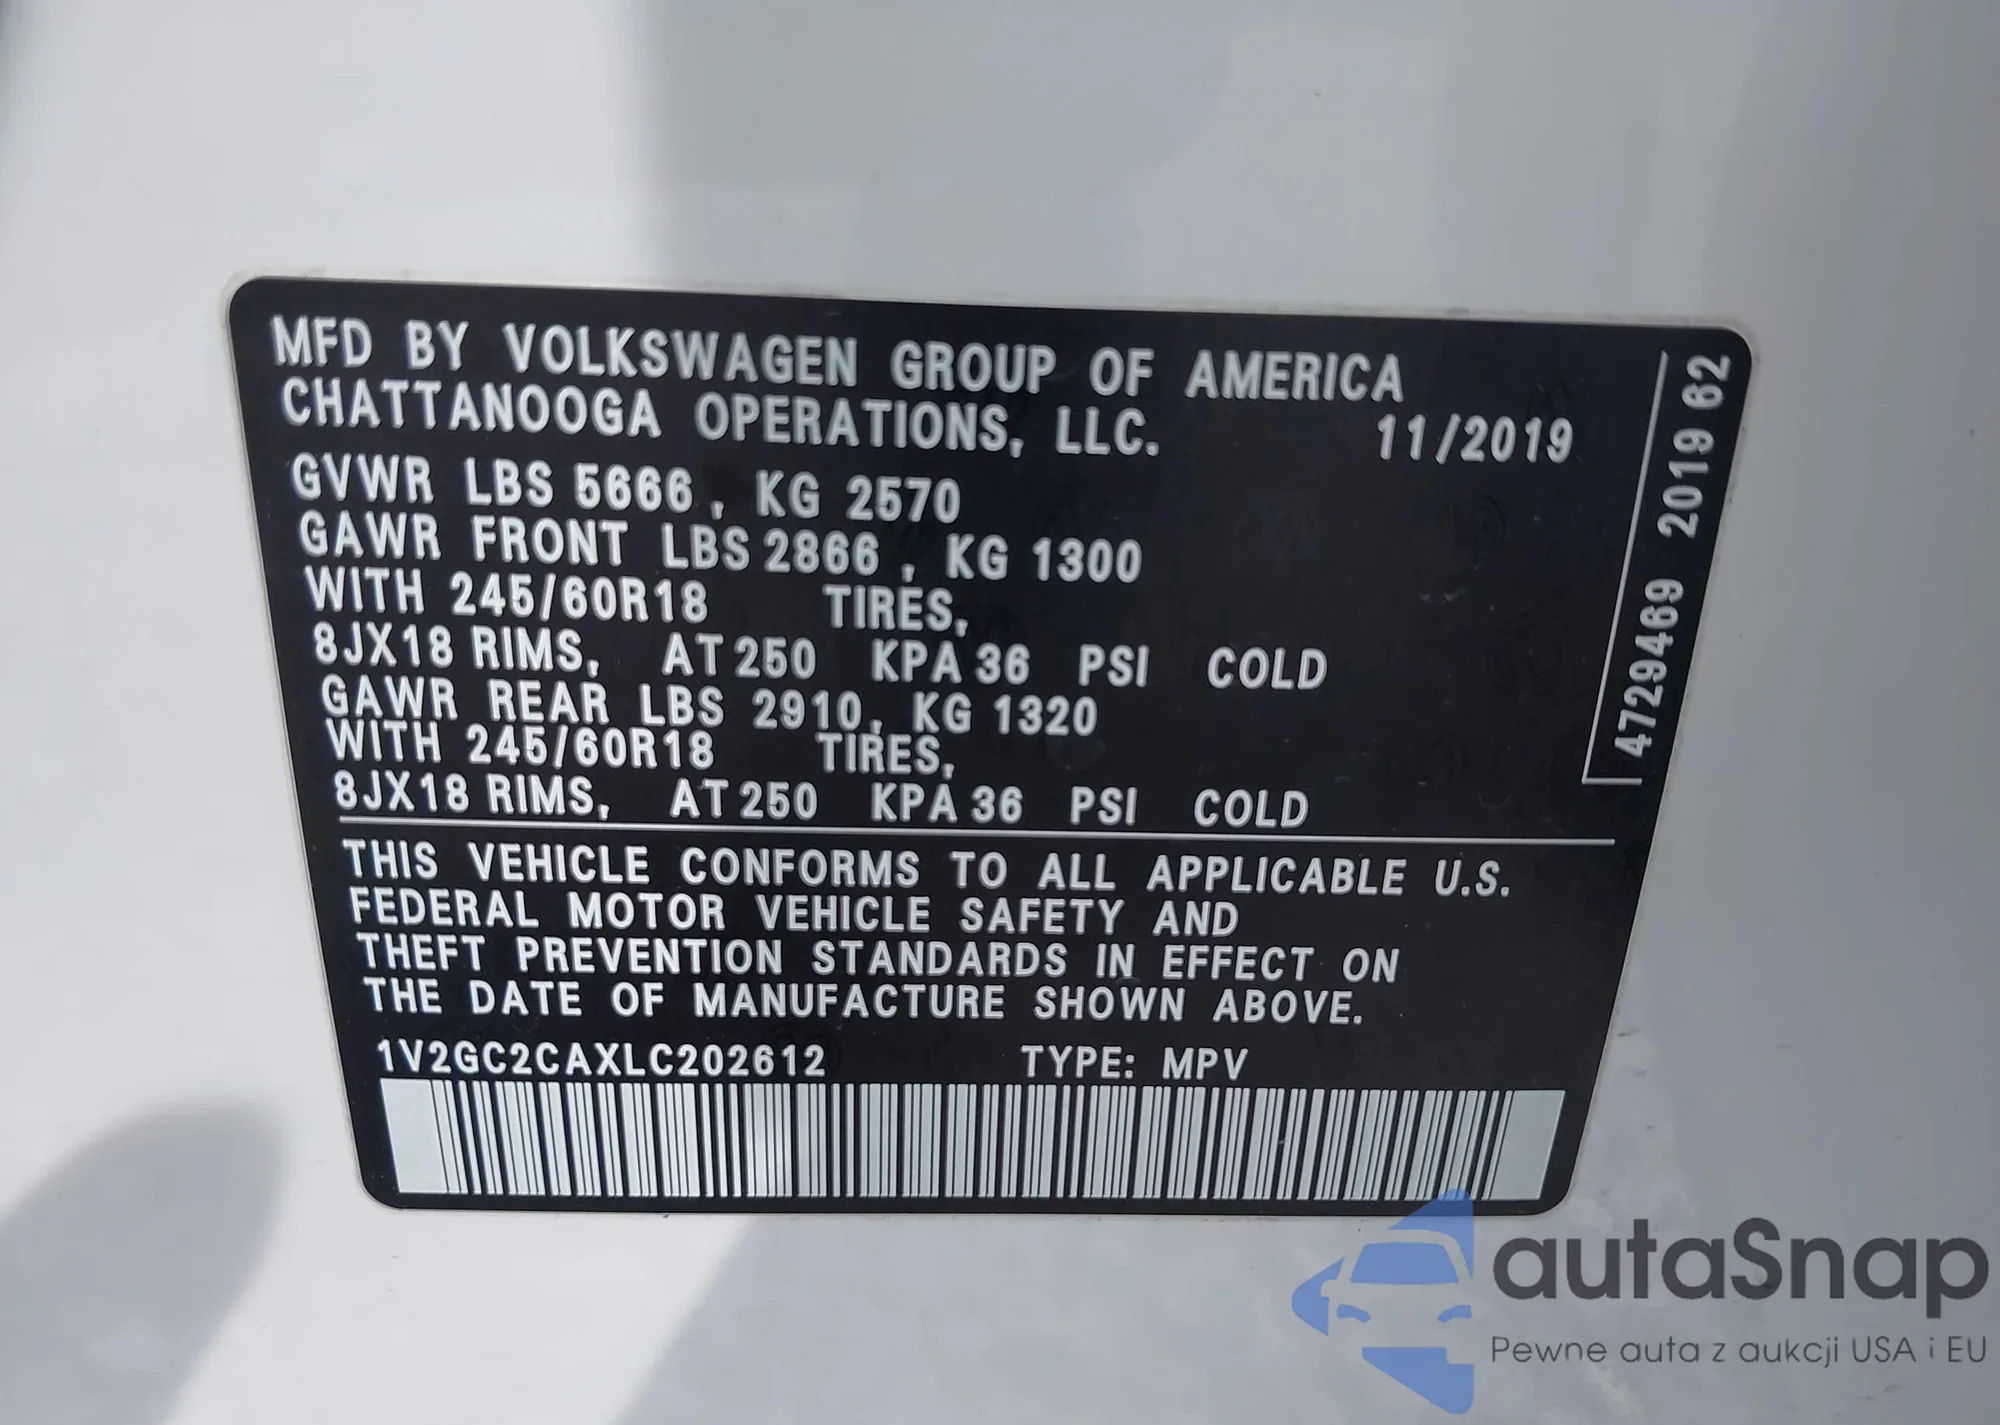 MFD BY VOLKSWAGEN GROUP OF AMERICA
CHATTANOOGA OPERATIONS, LLC. 11/2019
GVWR LBS 5666, KG 2570
GAWR FRONT LBS 2866, KG 1300
WITH 245/60R18 TIRES,
8JX18 RIMS, AT 250 KPA 36 PSI COLD
GAWR REAR LBS 2910, KG 1320
WITH 245/60R18 TIRES,
8JX18 RIMS, AT 250 KPA 36 PSI COLD
THIS VEHICLE CONFORMS TO ALL APPLICABLE U.S.
FEDERAL MOTOR VEHICLE SAFETY AND
THEFT PREVENTION STANDARDS IN EFFECT ON
THE DATE OF MANUFACTURE SHOWN ABOVE.
1V2GC2CAXLC202612 TYPE: MPV
4729469 2019 62
autaSnap
Pewne auta z aukcji USA i EU